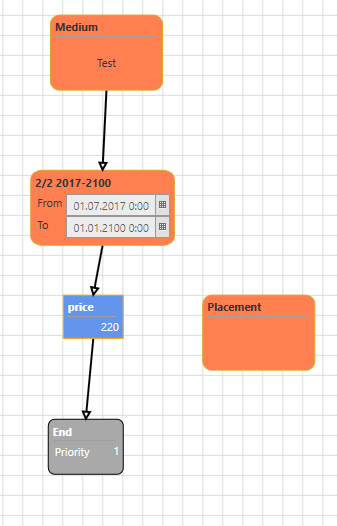 Medium
Test
2/2 2017-2100
From 01.07.2017 0:00
To 01.01.2100 0:00
price
220
Placement
End
Priority 1